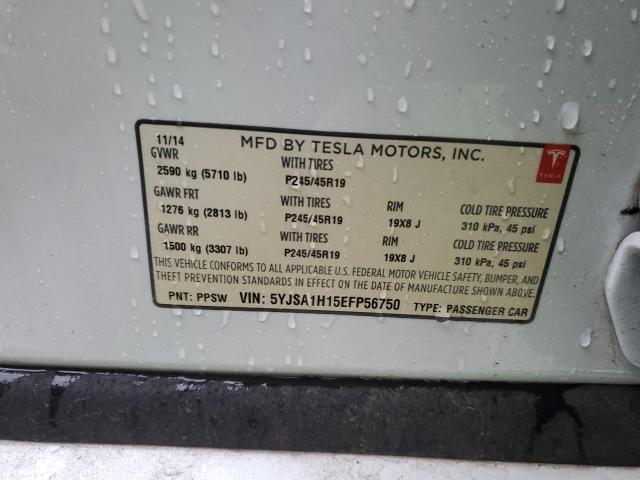 11/14 MFD BY TESLA MOTORS, INC.
GVWR WITH TIRES
2590 kg (5710 lb) P245/45R19
GAWR FRT WITH TIRES RIM COLD TIRE PRESSURE
1276 kg (2813 lb) P245/45R19 19X8 J 310 kPa, 45 psi
GAWR RR WITH TIRES RIM COLD TIRE PRESSURE
1500 kg (3307 lb) P245/45R19 19X8 J 310 kPa, 45 psi
THIS VEHICLE CONFORMS TO ALL APPLICABLE U.S. FEDERAL MOTOR VEHICLE SAFETY, BUMPER, AND
THEFT PREVENTION STANDARDS IN EFFECT ON THE DATE OF MANUFACTURE SHOWN ABOVE.
PNT: PPSW VIN: 5YJSA1H15EFP56750 TYPE: PASSENGER CAR
TESLA